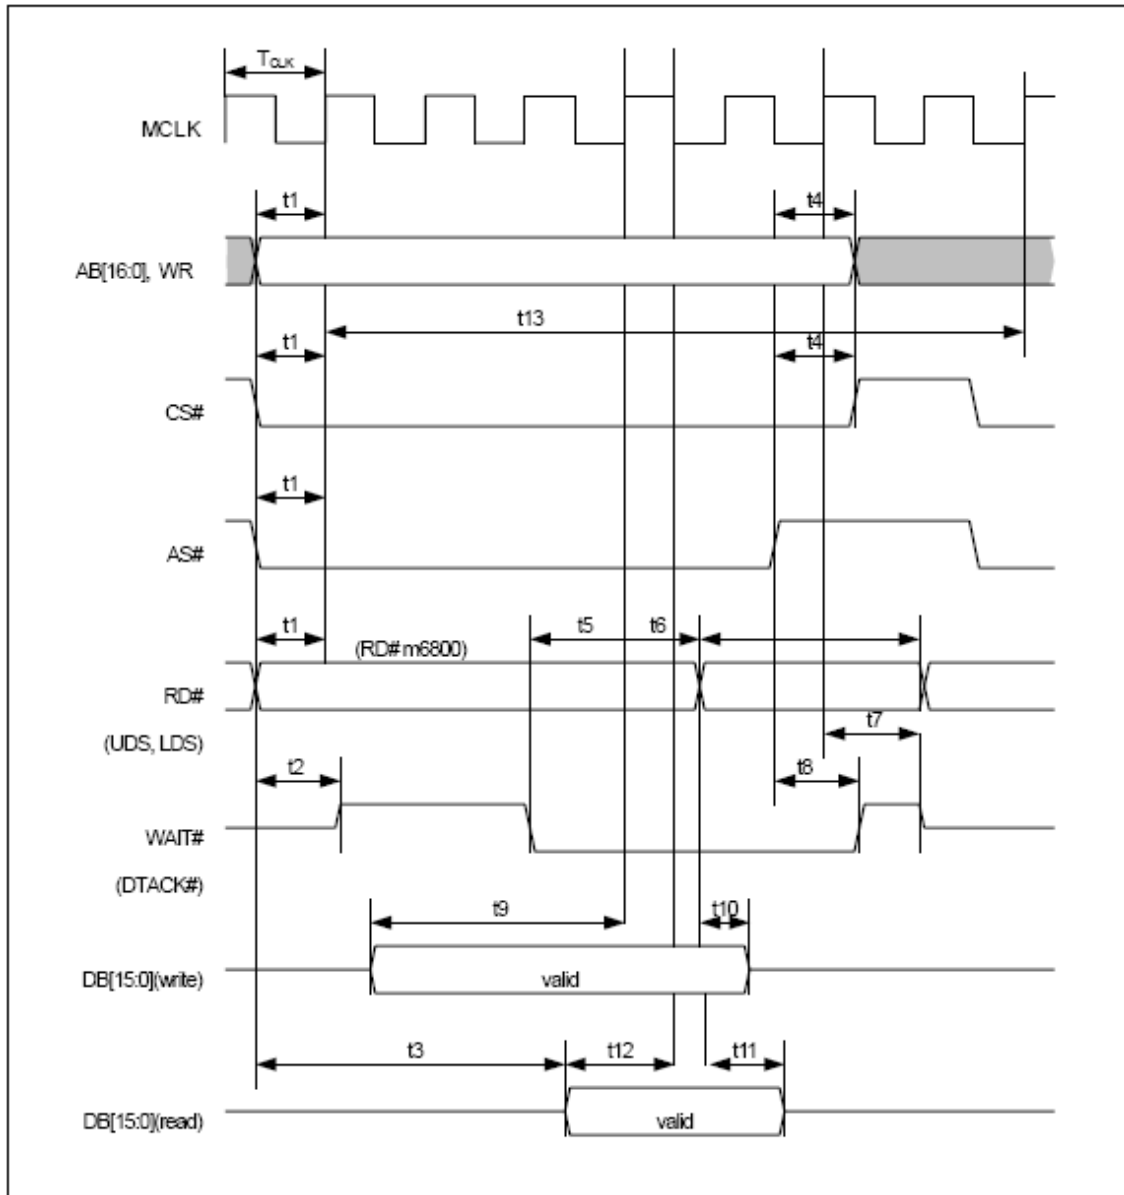 TCLK
MCLK
t1 t4
AB[16:0], WR
t13
t1 t4
CS#
t1
AS#
t1 t5 t6
(RD# m6800)
RD#
t7
(UDS, LDS)
t2 t8
WAIT#
(DTACK#)
t9 t10
DB[15:0](write) valid
t3 t12 t11
DB[15:0](read) valid